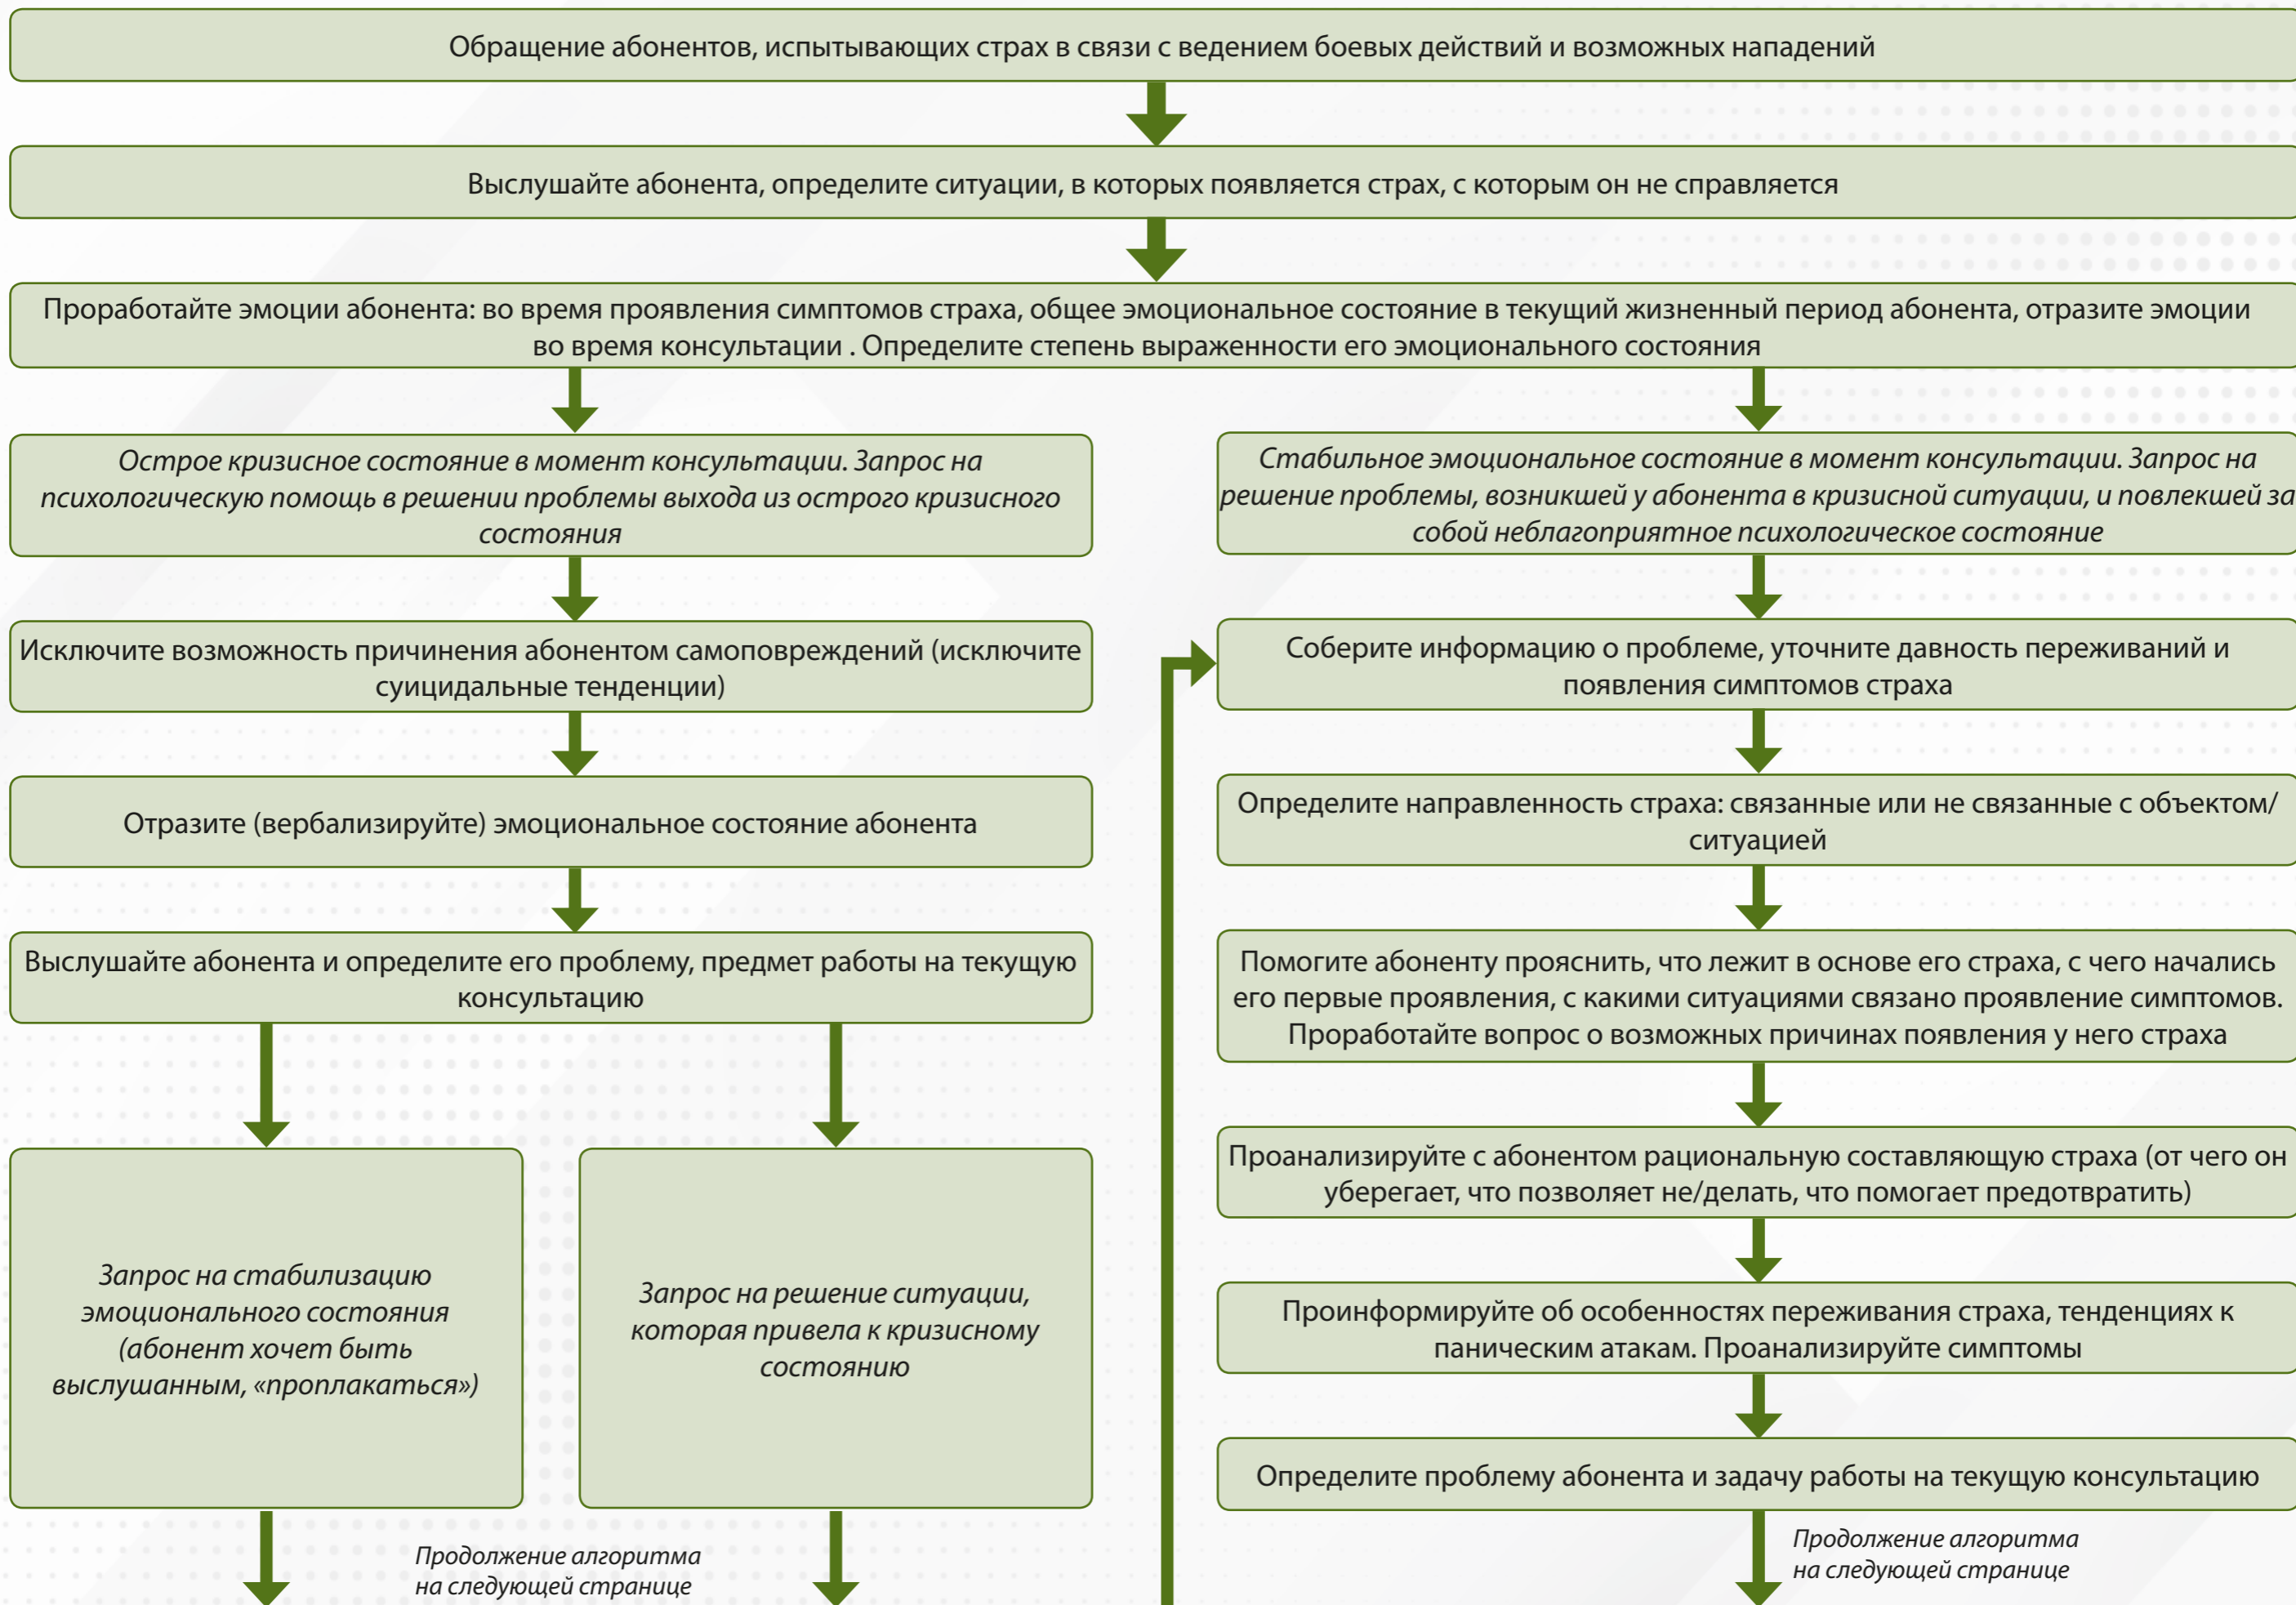 Обращение абонентов, испытывающих страх в связи с ведением боевых действий и возможных нападений
Выслушайте абонента, определите ситуации, в которых появляется страх, с которым он не справляется
Проработайте эмоции абонента: во время проявления симптомов страха, общее эмоциональное состояние в текущий жизненный период абонента, отразите эмоции
во время консультации . Определите степень выраженности его эмоционального состояния
Острое кризисное состояние в момент консультации. Запрос на
психологическую помощь в решении проблемы выхода из острого кризисного
состояния
Исключите возможность причинения абонентом самоповреждений (исключите
суицидальные тенденции)
Отразите (вербализируйте) эмоциональное состояние абонента
Выслушайте абонента и определите его проблему, предмет работы на текущую
консультацию
Запрос на стабилизацию
эмоционального состояния
(абонент хочет быть
выслушанным, «проплакаться»)
Запрос на решение ситуации,
которая привела к кризисному
состоянию
Продолжение алгоритма
на следующей странице
Стабильное эмоциональное состояние в момент консультации. Запрос на
решение проблемы, возникшей у абонента в кризисной ситуации, и повлекшей за
собой неблагоприятное психологическое состояние
Соберите информацию о проблеме, уточните давность переживаний и
появления симптомов страха
Определите направленность страха: связанные или не связанные с объектом/
ситуацией
Помогите абоненту прояснить, что лежит в основе его страха, с чего начались
его первые проявления, с какими ситуациями связано проявление симптомов.
Проработайте вопрос о возможных причинах появления у него страха
Проанализируйте с абонентом рациональную составляющую страха (от чего он
уберегает, что позволяет не/делать, что помогает предотвратить)
Проинформируйте об особенностях переживания страха, тенденциях к
паническим атакам. Проанализируйте симптомы
Определите проблему абонента и задачу работы на текущую консультацию
Продолжение алгоритма
на следующей странице